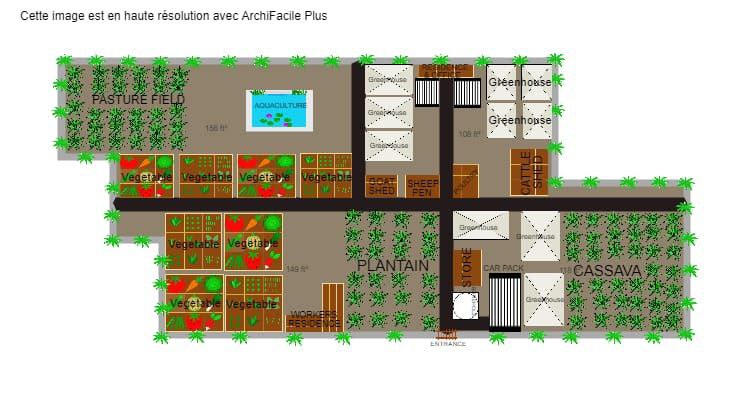 Cette image est en haute résolution avec ArchiFacile Plus
RESIDENCE
& OFFICE
Greenhouse
Greenhouse
Greenhouse
Greenhouse
Greenhouse
PASTURE FIELD
AQUACULTURE
156 ft²
108 ft²
CATTLE
SHED
Vegetable
Vegetable
Vegetable
Vegetable
GOAT
SHED
SHEEP
PEN
POULTRY
Greenhouse
Greenhouse
Vegetable
Vegetable
149 ft²
PLANTAIN
STORE
CAR PACK
CASSAVA
Vegetable
Vegetable
Greenhouse
WORKERS
RESIDENCE
ENTRANCE